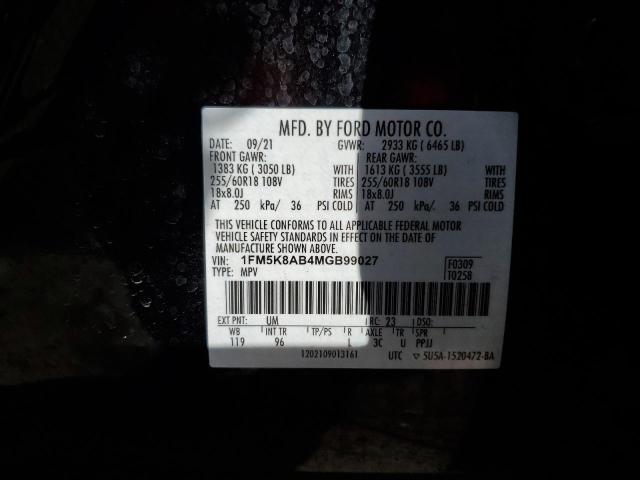 MFD. BY FORD MOTOR CO.
DATE: 09/21 GVWR: 2933 KG ( 6465 LB)
FRONT GAWR: REAR GAWR:
1383 KG ( 3050 LB) WITH 1613 KG ( 3555 LB) WITH
255/60R18 108V TIRES 255/60R18 108V TIRES
18x8.0J RIMS 18x8.0J RIMS
AT 250 kPa/ 36 PSI COLD AT 250 kPa/ 36 PSI COLD
THIS VEHICLE CONFORMS TO ALL APPLICABLE FEDERAL MOTOR
VEHICLE SAFETY STANDARDS IN EFFECT ON THE DATE OF
MANUFACTURE SHOWN ABOVE.
VIN: 1FM5K8AB4MGB99027 F0309
TYPE: MPV T0258
EXT PNT: UM RC: 23 DSO:
WB INT TR TP/PS R AXLE TR SPR
119 96 L 3C U PPJJ
1202109013161 UTC ▽ 5U5A-1520472-BA